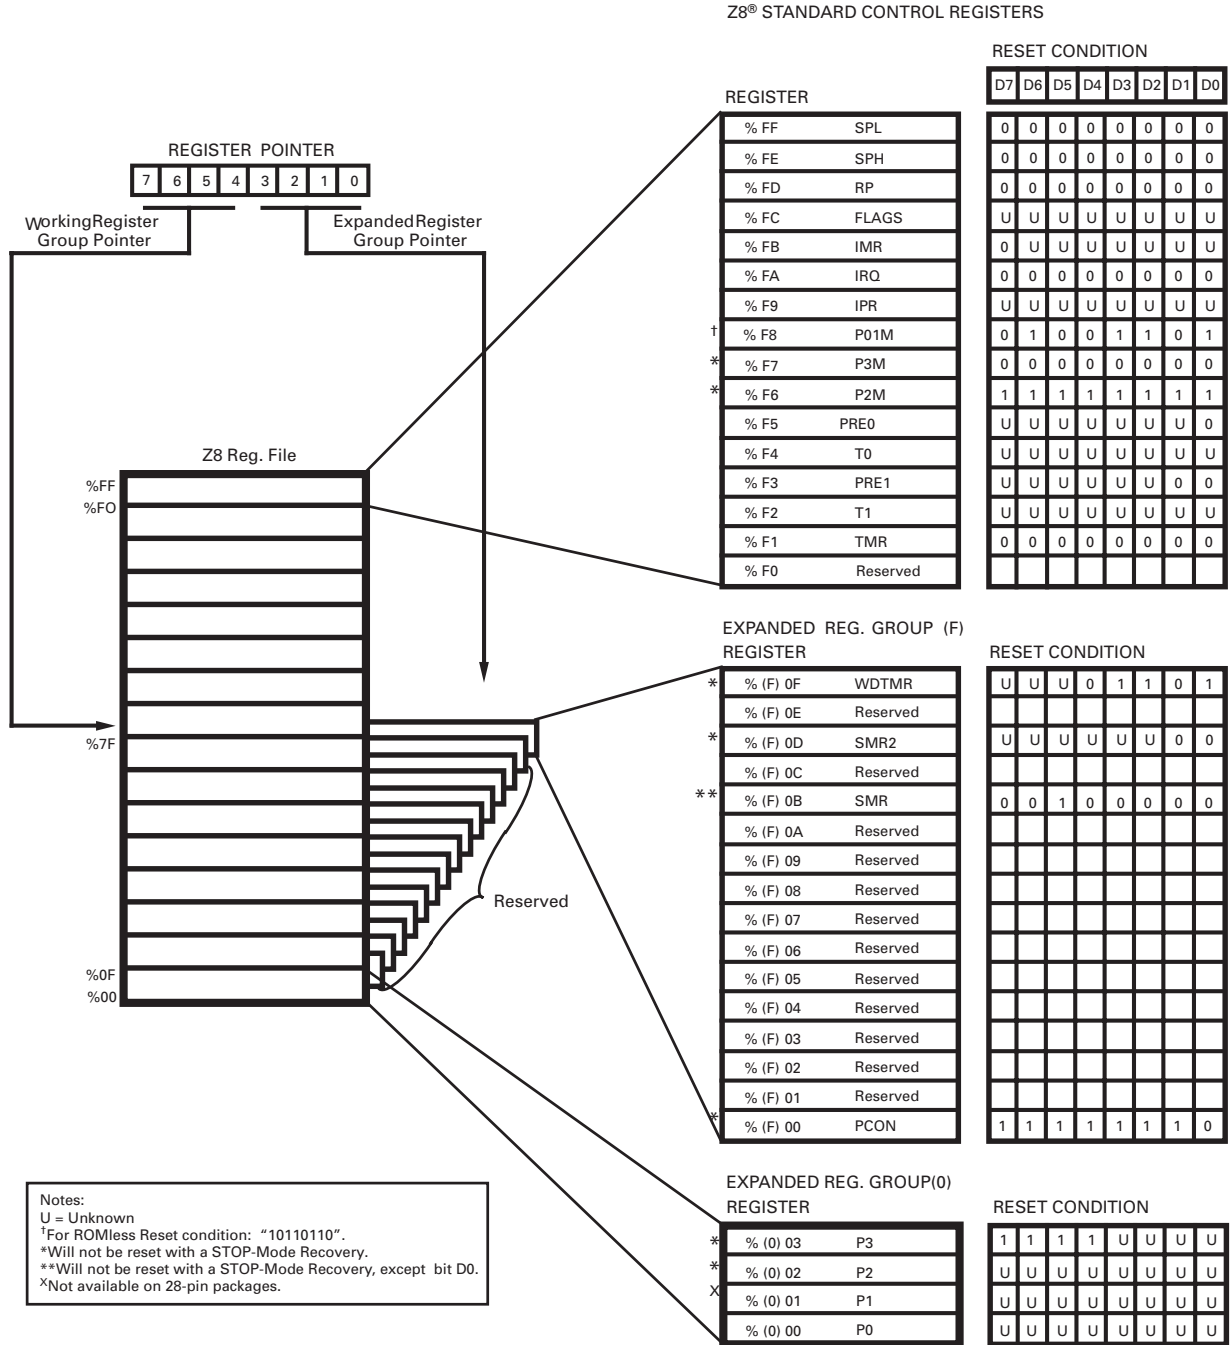 Z8® STANDARD CONTROL REGISTERS
RESET CONDITION
D7 D6 D5 D4 D3 D2 D1 D0
REGISTER
% FF SPL 0 0 0 0 0 0 0 0
% FE SPH 0 0 0 0 0 0 0 0
% FD RP 0 0 0 0 0 0 0 0
% FC FLAGS U U U U U U U U
% FB IMR 0 U U U U U U U
% FA IRQ 0 0 0 0 0 0 0 0
% F9 IPR U U U U U U U U
† % F8 P01M 0 1 0 0 1 1 0 1
* % F7 P3M 0 0 0 0 0 0 0 0
* % F6 P2M 1 1 1 1 1 1 1 1
% F5 PRE0 U U U U U U U 0
% F4 T0 U U U U U U U U
% F3 PRE1 U U U U U U 0 0
% F2 T1 U U U U U U U U
% F1 TMR 0 0 0 0 0 0 0 0
% F0 Reserved
REGISTER POINTER
7 6 5 4 3 2 1 0
WorkingRegister
Group Pointer
ExpandedRegister
Group Pointer
Z8 Reg. File
%FF
%FO
%7F
%0F
%00
Reserved
EXPANDED REG. GROUP (F)
REGISTER RESET CONDITION
* % (F) 0F WDTMR U U U 0 1 1 0 1
% (F) 0E Reserved
* % (F) 0D SMR2 U U U U U U 0 0
% (F) 0C Reserved
** % (F) 0B SMR 0 0 1 0 0 0 0 0
% (F) 0A Reserved
% (F) 09 Reserved
% (F) 08 Reserved
% (F) 07 Reserved
% (F) 06 Reserved
% (F) 05 Reserved
% (F) 04 Reserved
% (F) 03 Reserved
% (F) 02 Reserved
% (F) 01 Reserved
* % (F) 00 PCON 1 1 1 1 1 1 1 0
EXPANDED REG. GROUP(0)
REGISTER RESET CONDITION
* % (0) 03 P3 1 1 1 1 U U U U
* % (0) 02 P2 U U U U U U U U
X % (0) 01 P1 U U U U U U U U
% (0) 00 P0 U U U U U U U U
Notes:
U = Unknown
†For ROMless Reset condition: “10110110”.
*Will not be reset with a STOP-Mode Recovery.
**Will not be reset with a STOP-Mode Recovery, except bit D0.
XNot available on 28-pin packages.